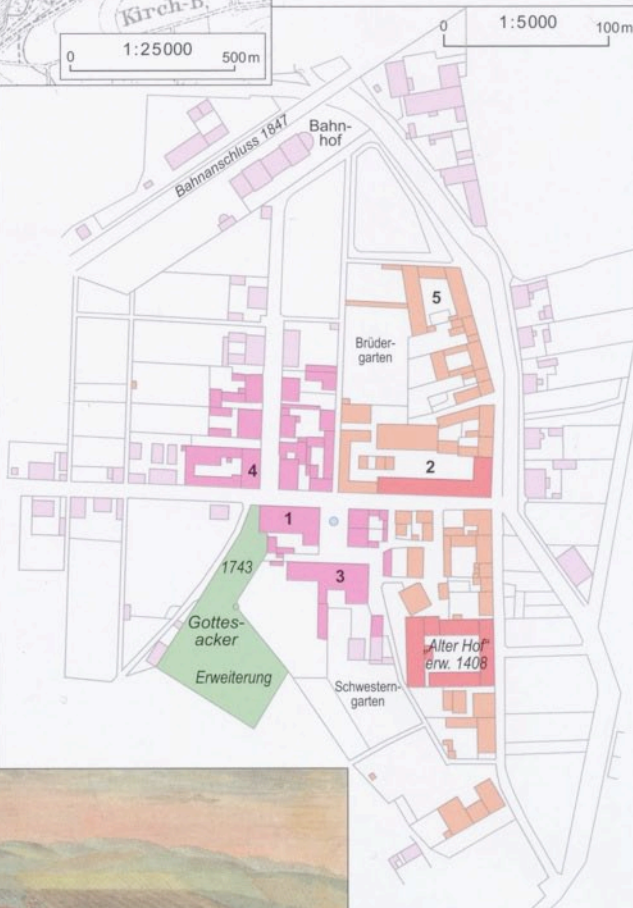 Kirch-B.
1:25000
0 500m
1:5000
0 100m
Bahn-
hof
Bahnanschluss 1847
5
Brüder-
garten
4
2
1
1743
3
Gottes-
acker
Erweiterung
„Alter Hof"
erw. 1408
Schwestern-
garten